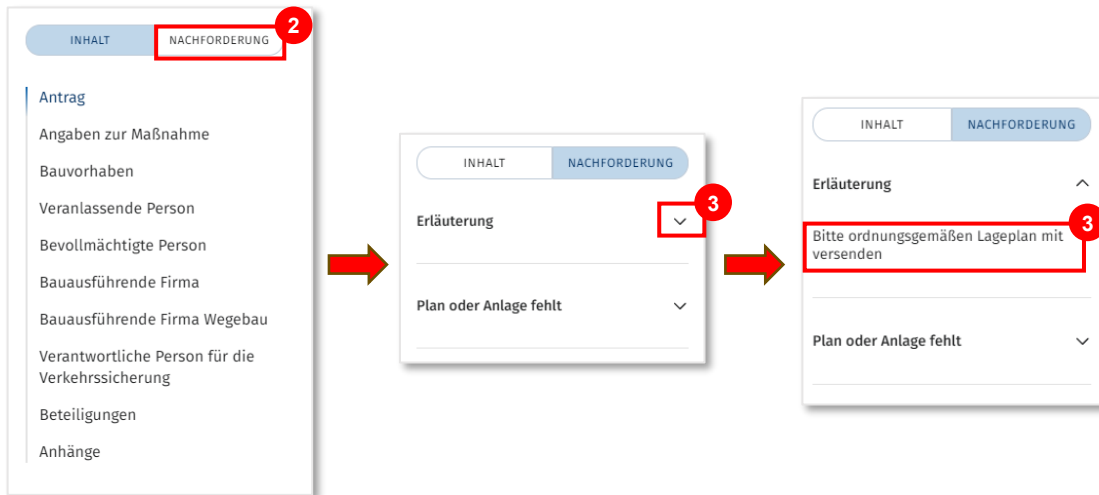 2
INHALT NACHFORDERUNG
Antrag
Angaben zur Maßnahme
Bauvorhaben
Veranlassende Person
Bevollmächtigte Person
Bauausführende Firma
Bauausführende Firma Wegebau
Verantwortliche Person für die
Verkehrssicherung
Beteiligungen
Anhänge
INHALT NACHFORDERUNG
3
Erläuterung
Plan oder Anlage fehlt
INHALT NACHFORDERUNG
Erläuterung
3
Bitte ordnungsgemäßen Lageplan mit
versenden
Plan oder Anlage fehlt